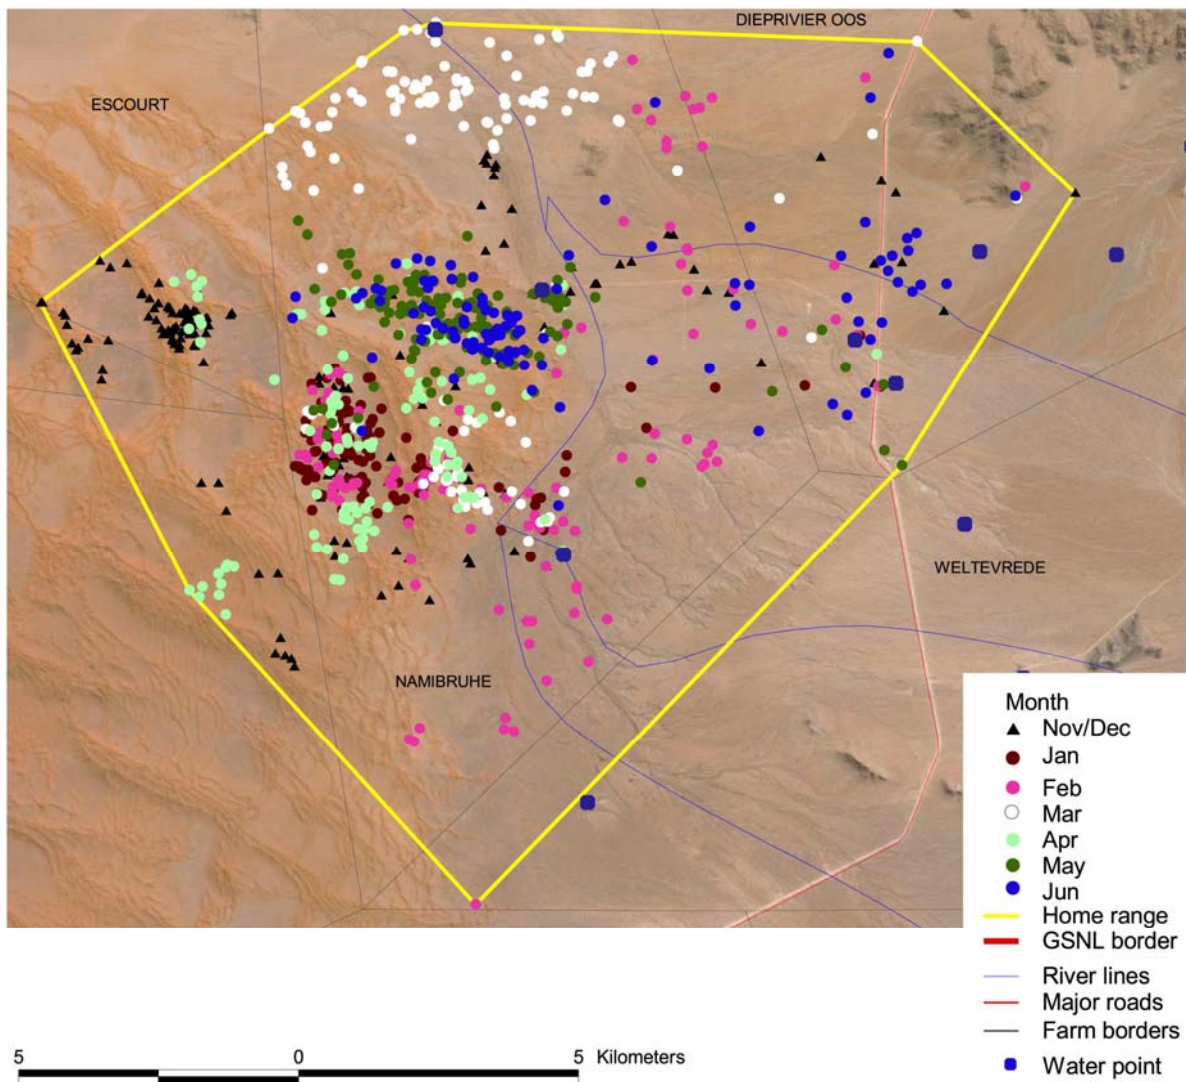 DIEPRIVIER OOS
ESCOURT
WELTEVREDE
NAMIBRUHE
Month
Nov/Dec
Jan
Feb
Mar
Apr
May
Jun
Home range
GSNL border
River lines
Major roads
Farm borders
Water point
5 0 5 Kilometers